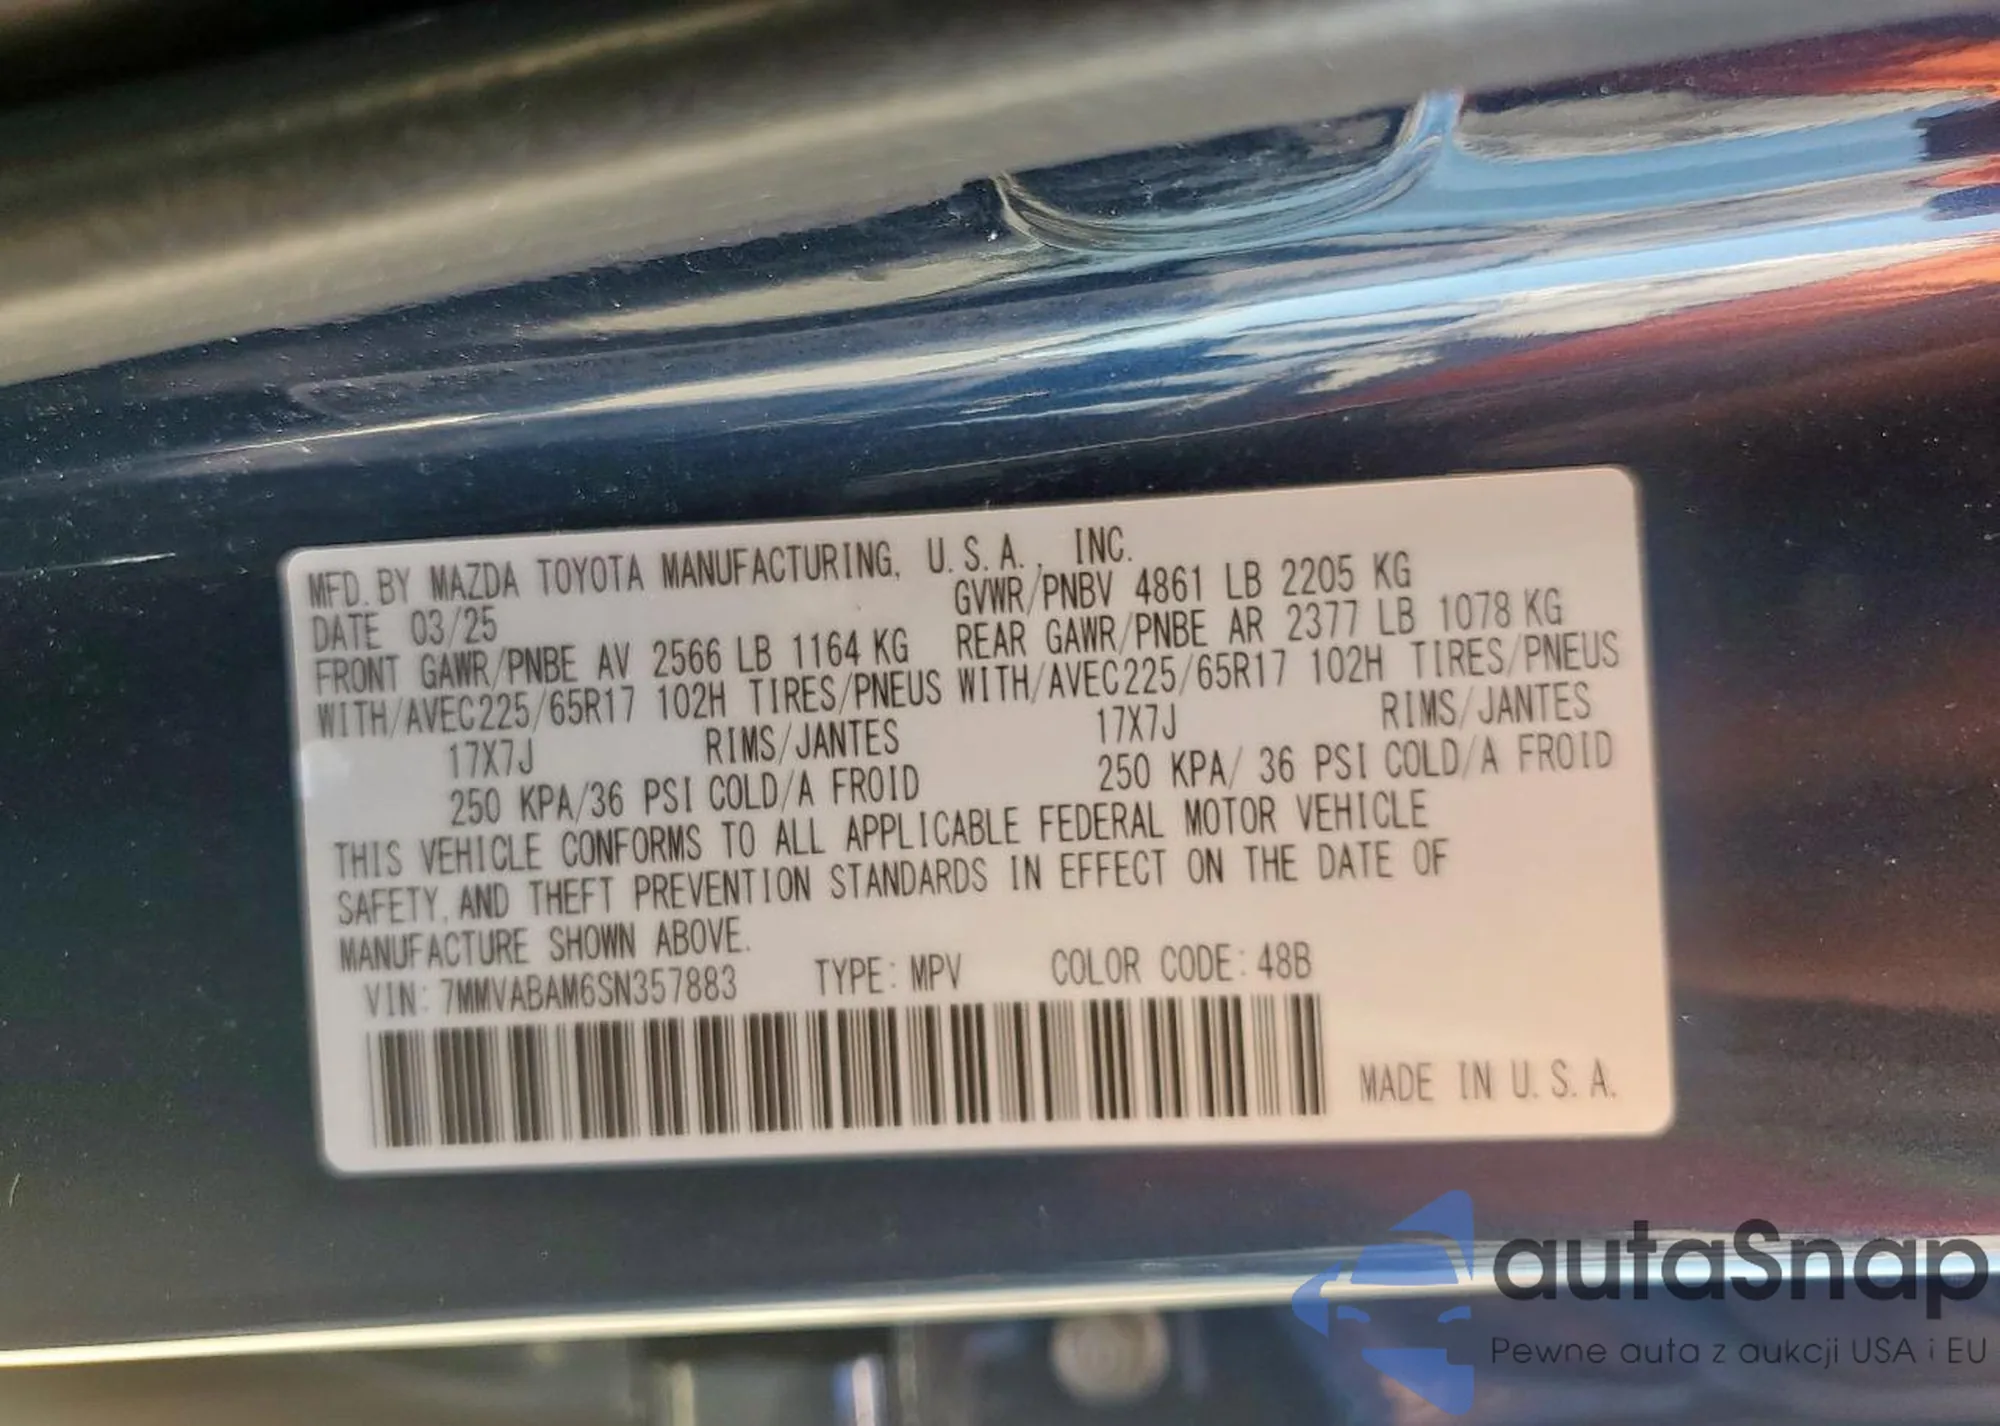 MFD. BY MAZDA TOYOTA MANUFACTURING, U.S.A., INC.
DATE 03/25 GVWR/PNBV 4861 LB 2205 KG
FRONT GAWR/PNBE AV 2566 LB 1164 KG REAR GAWR/PNBE AR 2377 LB 1078 KG
WITH/AVEC225/65R17 102H TIRES/PNEUS WITH/AVEC225/65R17 102H TIRES/PNEUS
17X7J RIMS/JANTES 17X7J RIMS/JANTES
250 KPA/36 PSI COLD/A FROID 250 KPA/ 36 PSI COLD/A FROID
THIS VEHICLE CONFORMS TO ALL APPLICABLE FEDERAL MOTOR VEHICLE
SAFETY, AND THEFT PREVENTION STANDARDS IN EFFECT ON THE DATE OF
MANUFACTURE SHOWN ABOVE.
VIN: 7MMVABAM6SN357883 TYPE: MPV COLOR CODE: 48B
MADE IN U.S.A.
autaSnap
Pewne auta z aukcji USA i EU